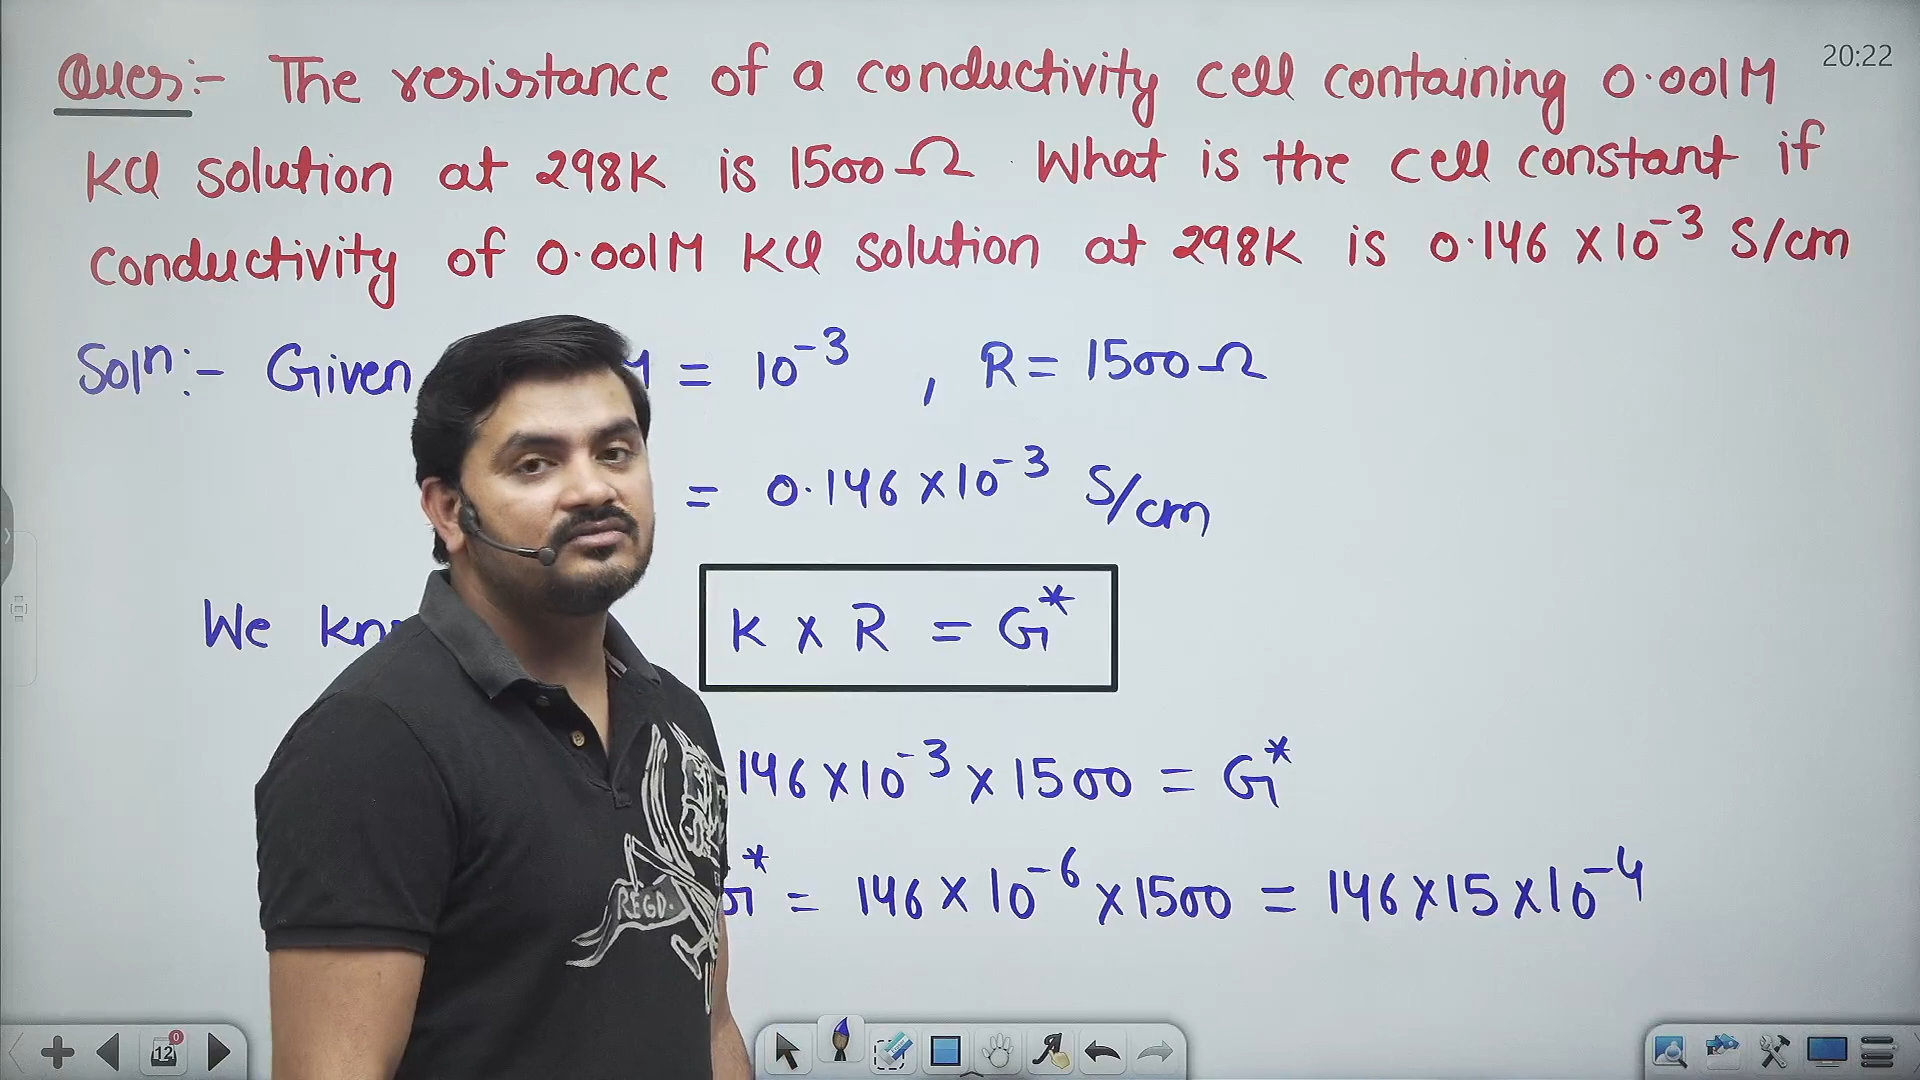 Ques:- The resistance of a conductivity cell containing 0.001M
20:22
KCl solution at 298K is 1500Ω. What is the cell constant if
conductivity of 0.001M KCl solution at 298K is 0.146 ×10⁻³ S/cm
Solⁿ:- Given = 10⁻³ , R = 1500Ω
= 0.146 ×10⁻³ S/cm
We K × R = G*
146×10⁻³ × 1500 = G*
* = 146 × 10⁻⁶ × 1500 = 146×15×10⁻⁴
REGD.
0
12